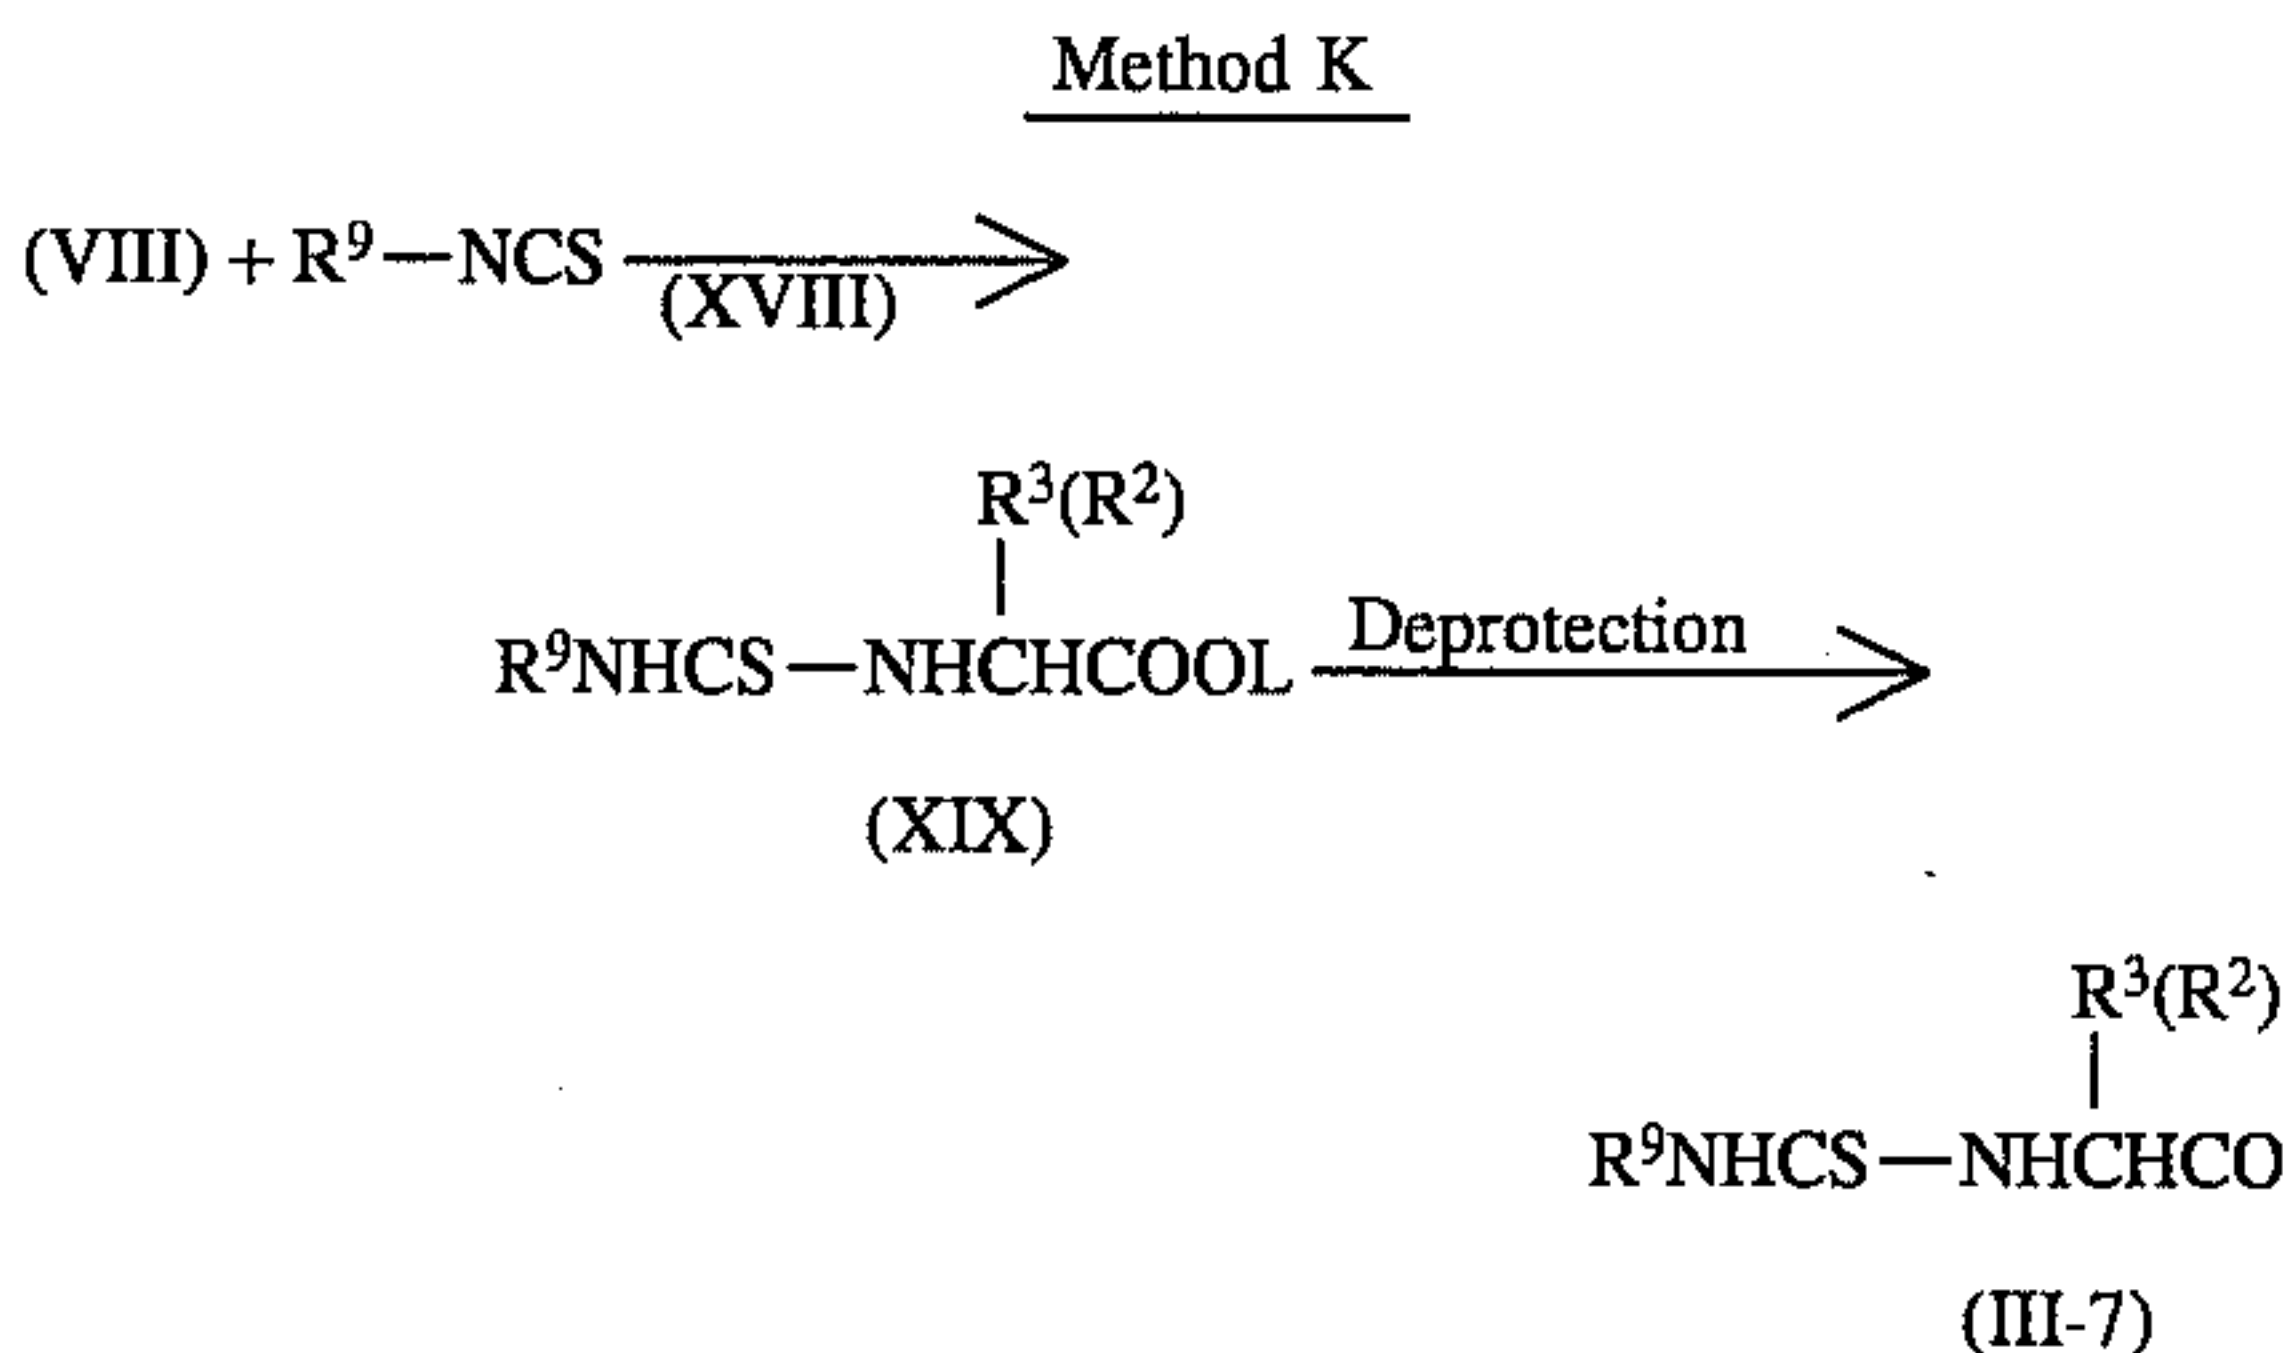 Method K
(VIII) + R⁹—NCS
(XVIII)
R³(R²)
R⁹NHCS—NHCHCOOL
Deprotection
(XIX)
R³(R²)
R⁹NHCS—NHCHCO
(III-7)